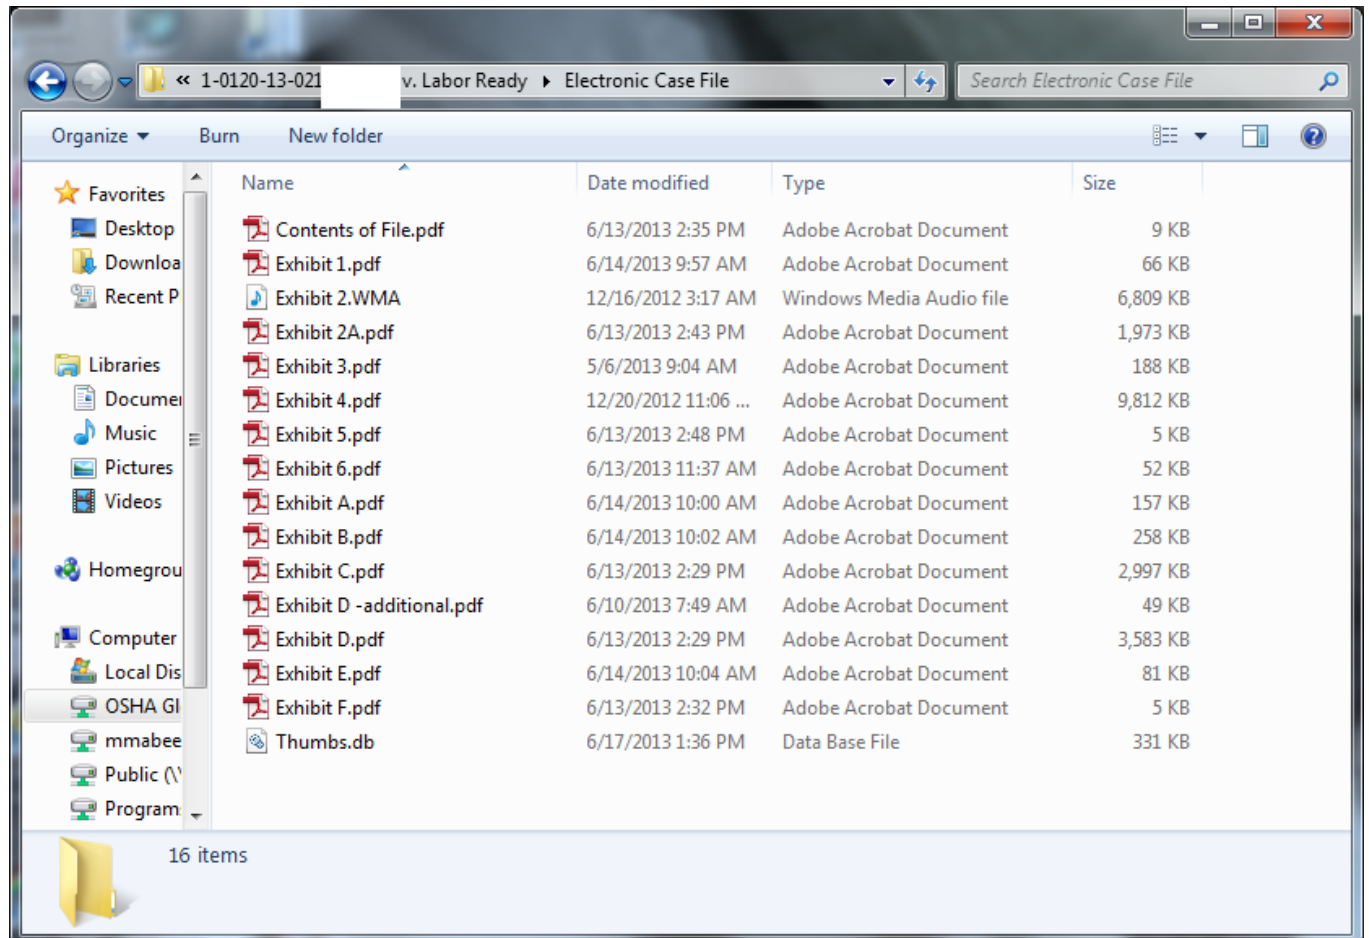 « 1-0120-13-021 v. Labor Ready Electronic Case File Search Electronic Case File
Organize Burn New folder
Name Date modified Type Size
Favorites
Desktop
Downloa
Recent P
Libraries
Documen
Music
Pictures
Videos
Homegrou
Computer
Local Dis
OSHA Gl
mmabee
Public (\\
Program
Contents of File.pdf 6/13/2013 2:35 PM Adobe Acrobat Document 9 KB
Exhibit 1.pdf 6/14/2013 9:57 AM Adobe Acrobat Document 66 KB
Exhibit 2.WMA 12/16/2012 3:17 AM Windows Media Audio file 6,809 KB
Exhibit 2A.pdf 6/13/2013 2:43 PM Adobe Acrobat Document 1,973 KB
Exhibit 3.pdf 5/6/2013 9:04 AM Adobe Acrobat Document 188 KB
Exhibit 4.pdf 12/20/2012 11:06 ... Adobe Acrobat Document 9,812 KB
Exhibit 5.pdf 6/13/2013 2:48 PM Adobe Acrobat Document 5 KB
Exhibit 6.pdf 6/13/2013 11:37 AM Adobe Acrobat Document 52 KB
Exhibit A.pdf 6/14/2013 10:00 AM Adobe Acrobat Document 157 KB
Exhibit B.pdf 6/14/2013 10:02 AM Adobe Acrobat Document 258 KB
Exhibit C.pdf 6/13/2013 2:29 PM Adobe Acrobat Document 2,997 KB
Exhibit D -additional.pdf 6/10/2013 7:49 AM Adobe Acrobat Document 49 KB
Exhibit D.pdf 6/13/2013 2:29 PM Adobe Acrobat Document 3,583 KB
Exhibit E.pdf 6/14/2013 10:04 AM Adobe Acrobat Document 81 KB
Exhibit F.pdf 6/13/2013 2:32 PM Adobe Acrobat Document 5 KB
Thumbs.db 6/17/2013 1:36 PM Data Base File 331 KB
16 items